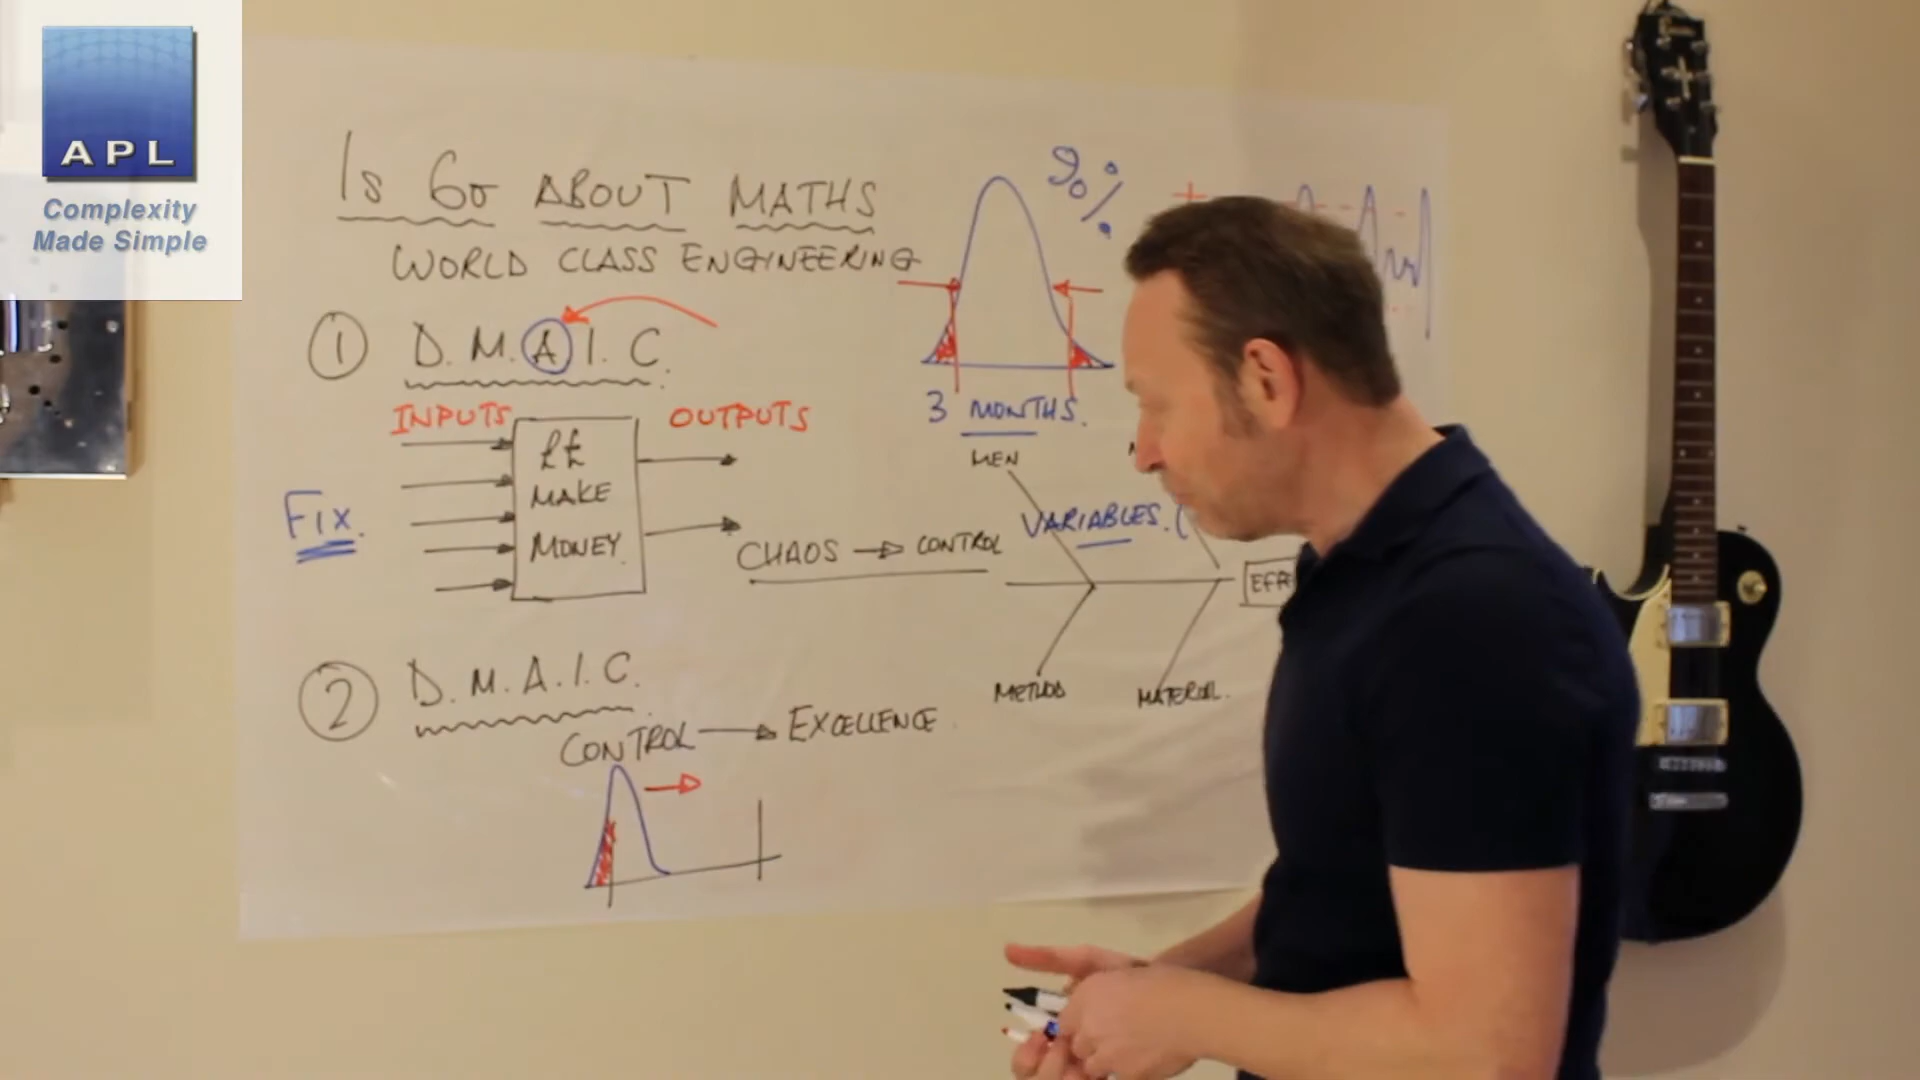 APL
Complexity
Made Simple
Is 6σ ABOUT MATHS
WORLD CLASS ENGINEERING
90%
+
1 D.M.A.I.C.
INPUTS
OUTPUTS
££
MAKE
MONEY.
Fix.
CHAOS → CONTROL
3 MONTHS.
MEN
VARIABLES. (
EFF
METHOD
MATERIAL.
2 D.M.A.I.C.
CONTROL → EXCELLENCE.